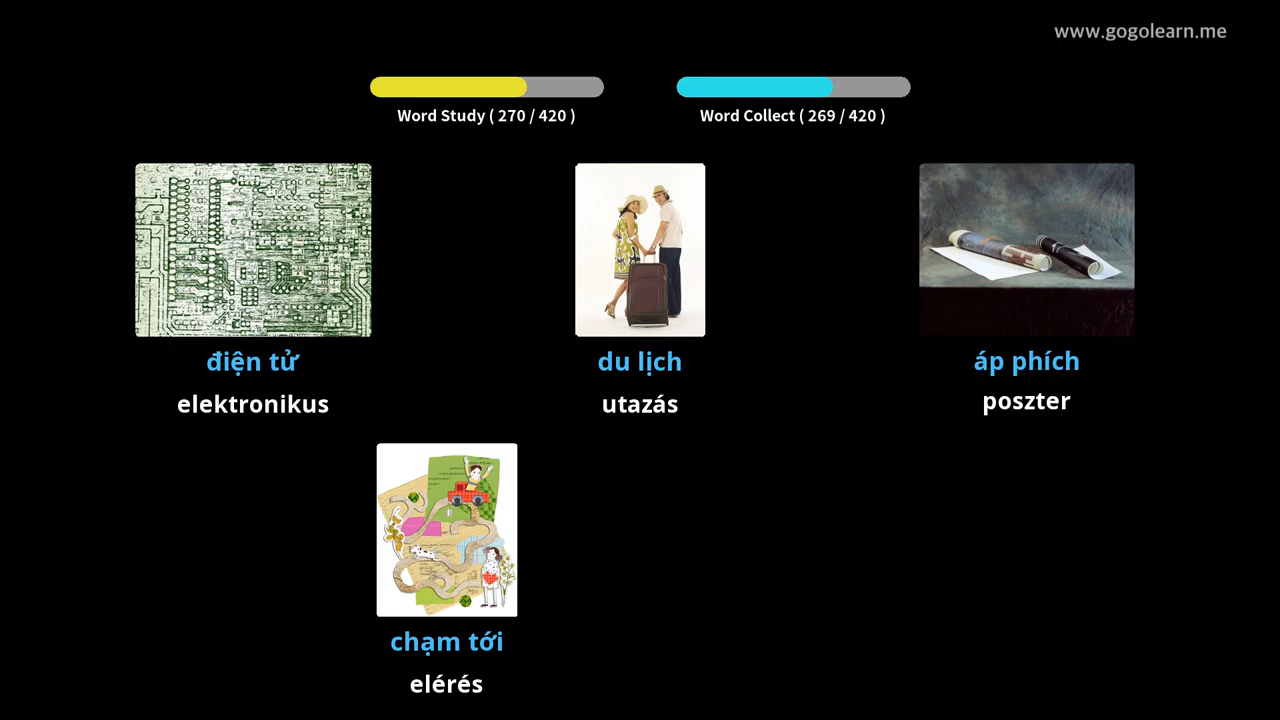 www.gogolearn.me
Word Study ( 270 / 420 )
Word Collect ( 269 / 420 )
điện tử
du lịch
áp phích
elektronikus
utazás
poszter
chạm tới
elérés